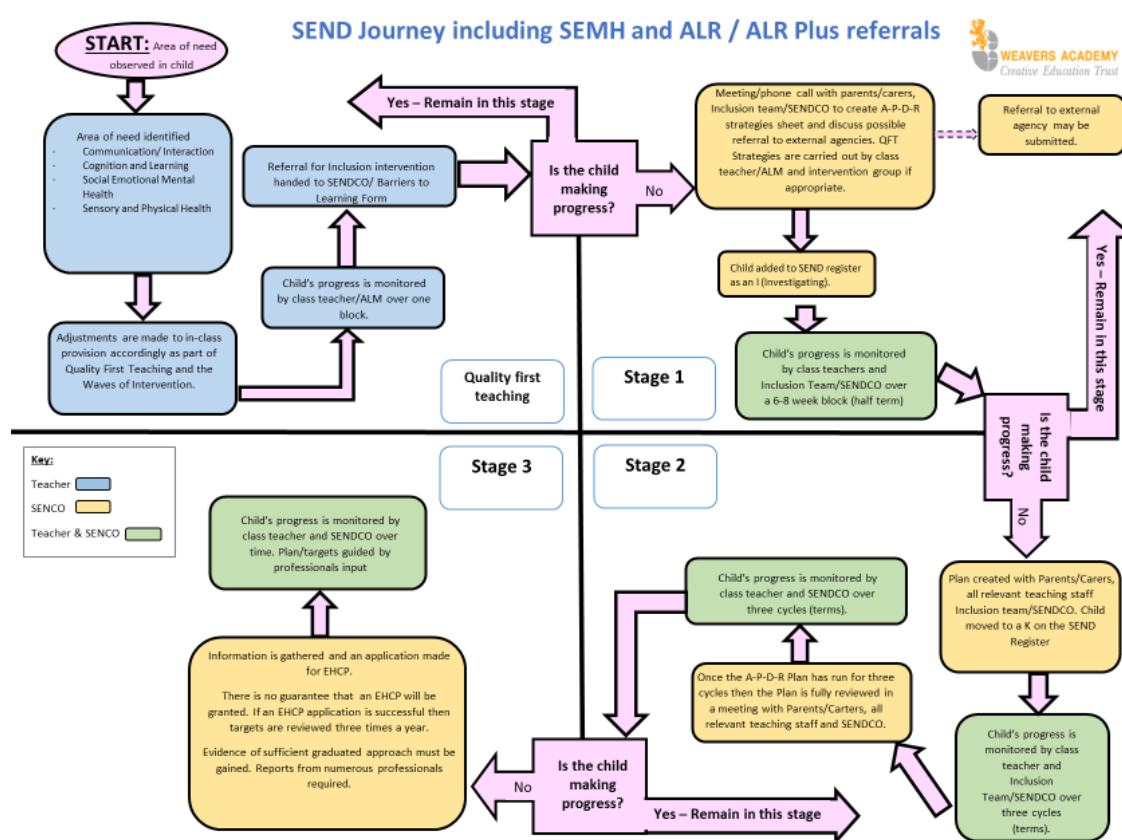 SEND Journey including SEMH and ALR / ALR Plus referrals
WEAVERS ACADEMY
Creative Education Trust
START: Area of need
observed in child
Area of need identified
- Communication/ Interaction
- Cognition and Learning
- Social Emotional Mental
Health
- Sensory and Physical Health
Adjustments are made to in-class
provision accordingly as part of
Quality First Teaching and the
Waves of Intervention.
Child's progress is monitored
by class teacher/ALM over one
block.
Referral for Inclusion intervention
handed to SENDCO/ Barriers to
Learning Form
Yes – Remain in this stage
Is the child
making
progress?
No
Quality first
teaching
Meeting/phone call with parents/carers,
Inclusion team/SENDCO to create A-P-D-R
strategies sheet and discuss possible
referral to external agencies. QFT
Strategies are carried out by class
teacher/ALM and intervention group if
appropriate.
Referral to external
agency may be
submitted.
Child added to SEND register
as an I (Investigating).
Child's progress is monitored
by class teachers and
Inclusion Team/SENDCO over
a 6-8 week block (half term)
Stage 1
Is the child
making
progress?
Yes – Remain in this stage
No
Stage 2
Plan created with Parents/Carers,
all relevant teaching staff
Inclusion team/SENDCO. Child
moved to a K on the SEND
Register
Child's progress is
monitored by class
teacher and
Inclusion
Team/SENDCO over
three cycles
(terms).
Once the A-P-D-R Plan has run for three
cycles then the Plan is fully reviewed in
a meeting with Parents/Carters, all
relevant teaching staff and SENDCO.
Child's progress is monitored by
class teacher and SENDCO over
three cycles (terms).
Is the child
making
progress?
Yes – Remain in this stage
No
Stage 3
Information is gathered and an application made
for EHCP.
There is no guarantee that an EHCP will be
granted. If an EHCP application is successful then
targets are reviewed three times a year.
Evidence of sufficient graduated approach must be
gained. Reports from numerous professionals
required.
Child's progress is monitored by
class teacher and SENDCO over
time. Plan/targets guided by
professionals input
Key:
Teacher
SENCO
Teacher & SENCO